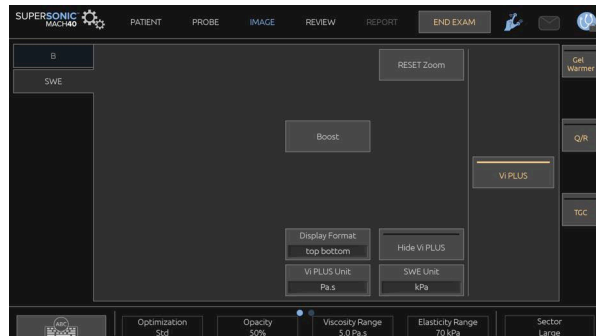 SUPERSONIC
MACH40
PATIENT
PROBE
IMAGE
REVIEW
REPORT
END EXAM
B
SWE
RESET Zoom
Gel
Warmer
Boost
Q/R
Vi PLUS
TGC
Display Format
top bottom
Hide Vi PLUS
Vi PLUS Unit
Pa.s
SWE Unit
kPa
ABC
Optimization
Std
Opacity
50%
Viscosity Range
5.0 Pa.s
Elasticity Range
70 kPa
Sector
Large